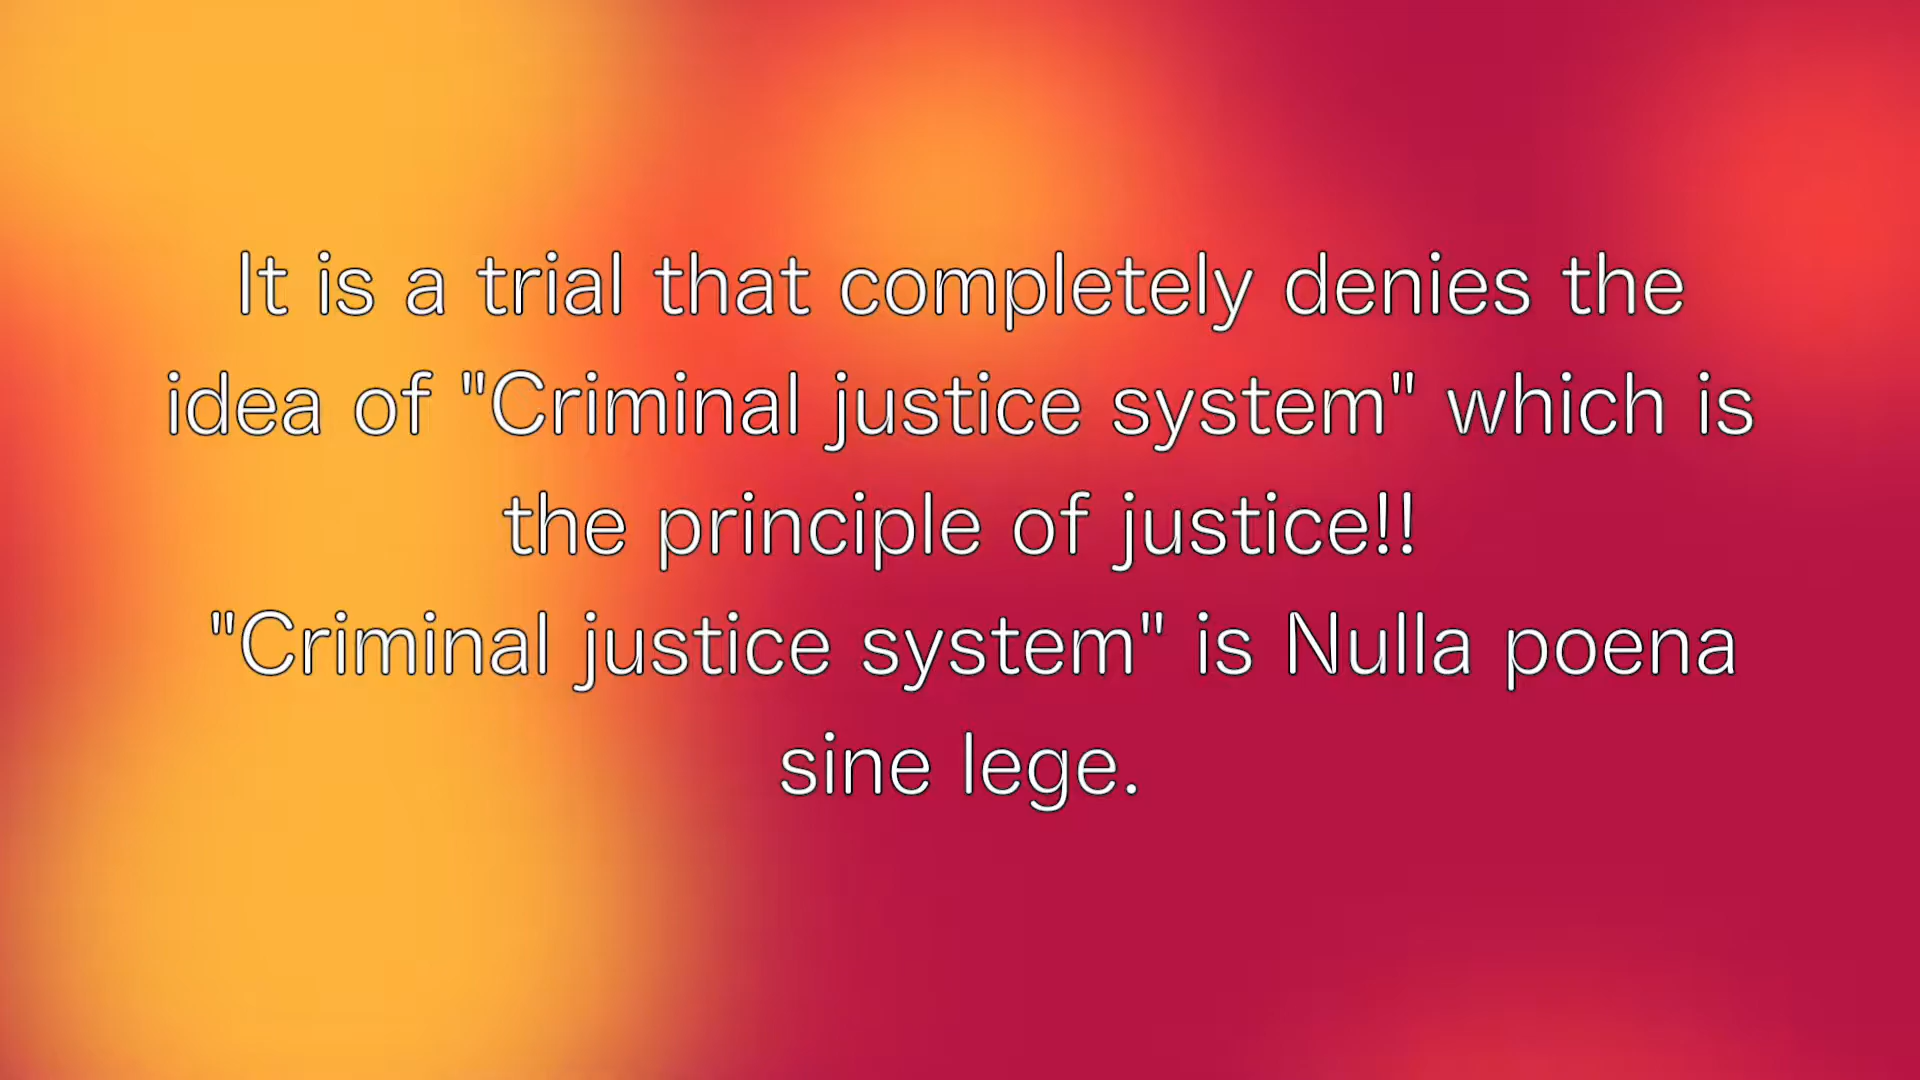 It is a trial that completely denies the
idea of "Criminal justice system" which is
the principle of justice!!
"Criminal justice system" is Nulla poena
sine lege.